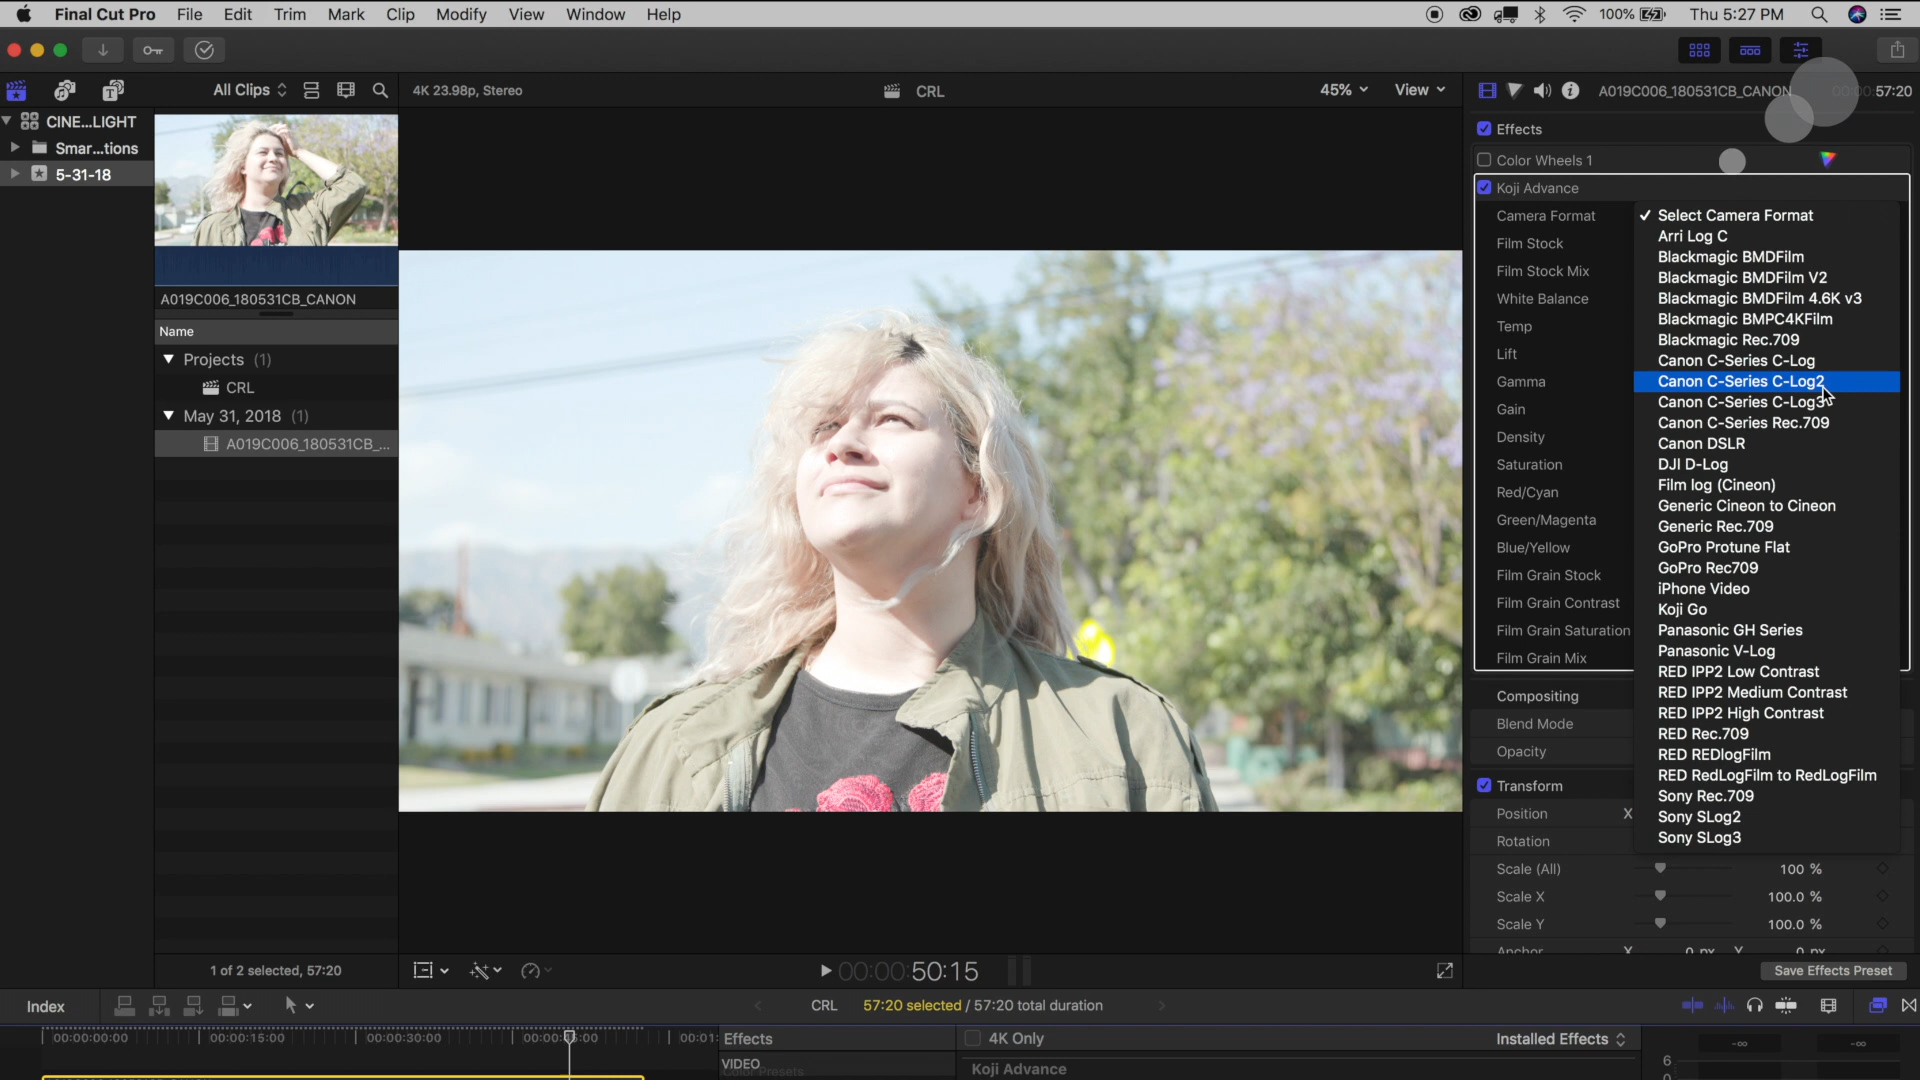 Final Cut Pro File Edit Trim Mark Clip Modify View Window Help 100% Thu 5:27 PM
All Clips 4K 23.98p, Stereo CRL 45% View A019C006_180531CB_CANON 57:20
CINE...LIGHT
Smar...tions
5-31-18
A019C006_180531CB_CANON
Name
Projects (1)
CRL
May 31, 2018 (1)
A019C006_180531CB_...
1 of 2 selected, 57:20
Effects
Color Wheels 1
Koji Advance
Camera Format
Film Stock
Film Stock Mix
White Balance
Temp
Lift
Gamma
Gain
Density
Saturation
Red/Cyan
Green/Magenta
Blue/Yellow
Film Grain Stock
Film Grain Contrast
Film Grain Saturation
Film Grain Mix
✓ Select Camera Format
Arri Log C
Blackmagic BMDFilm
Blackmagic BMDFilm V2
Blackmagic BMDFilm 4.6K v3
Blackmagic BMPC4KFilm
Blackmagic Rec.709
Canon C-Series C-Log
Canon C-Series C-Log2
Canon C-Series C-Log3
Canon C-Series Rec.709
Canon DSLR
DJI D-Log
Film log (Cineon)
Generic Cineon to Cineon
Generic Rec.709
GoPro Protune Flat
GoPro Rec709
iPhone Video
Koji Go
Panasonic GH Series
Panasonic V-Log
RED IPP2 Low Contrast
RED IPP2 Medium Contrast
RED IPP2 High Contrast
RED Rec.709
RED REDlogFilm
RED RedLogFilm to RedLogFilm
Sony Rec.709
Sony SLog2
Sony SLog3
Compositing
Blend Mode
Opacity
Transform
Position X
Rotation
Scale (All) 100 %
Scale X 100.0 %
Scale Y 100.0 %
Anchor X 0 px Y 0 px
Save Effects Preset
00:00:50:15
Index CRL 57:20 selected / 57:20 total duration
00:00:00:00 00:00:15:00 00:00:30:00
Effects 4K Only Installed Effects -∞ -∞
VIDEO Koji Advance 6